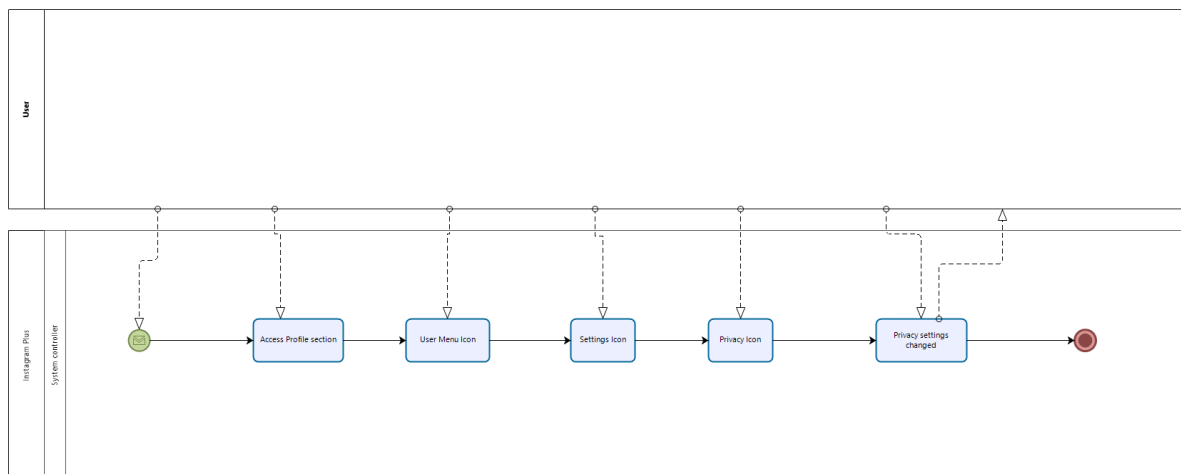 User
Instagram Plus
System controller
Access Profile section
User Menu Icon
Settings Icon
Privacy Icon
Privacy settings
changed